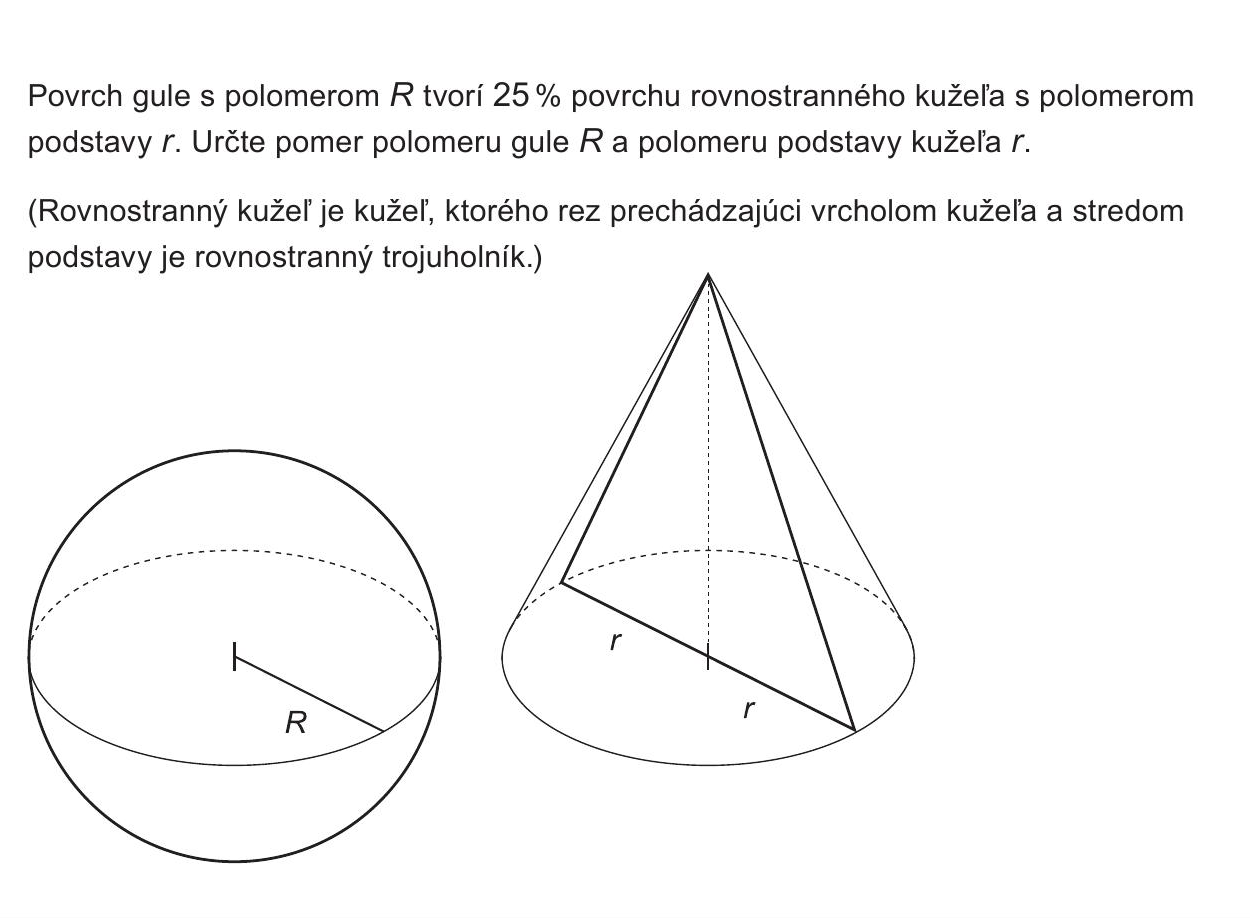 Povrch gule s polomerom R tvorí 25 % povrchu rovnostranného kužeľa s polomerom
podstavy r. Určte pomer polomeru gule R a polomeru podstavy kužeľa r.
(Rovnostranný kužeľ je kužeľ, ktorého rez prechádzajúci vrcholom kužeľa a stredom
podstavy je rovnostranný trojuholník.)
r
r
R